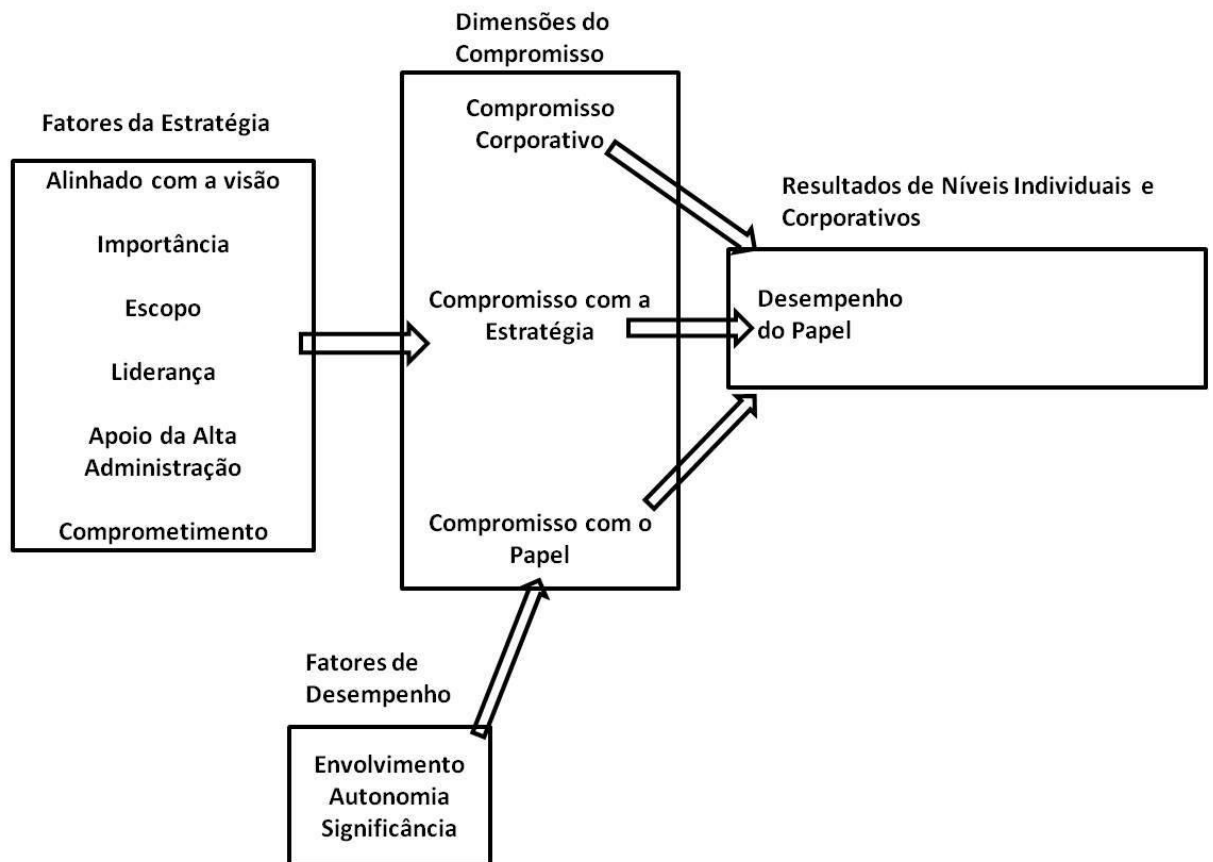 Fatores da Estratégia
Alinhado com a visão
Importância
Escopo
Liderança
Apoio da Alta
Administração
Comprometimento
Dimensões do
Compromisso
Compromisso
Corporativo
Compromisso com a
Estratégia
Compromisso com o
Papel
Resultados de Níveis Individuais e
Corporativos
Desempenho
do Papel
Fatores de
Desempenho
Envolvimento
Autonomia
Significância